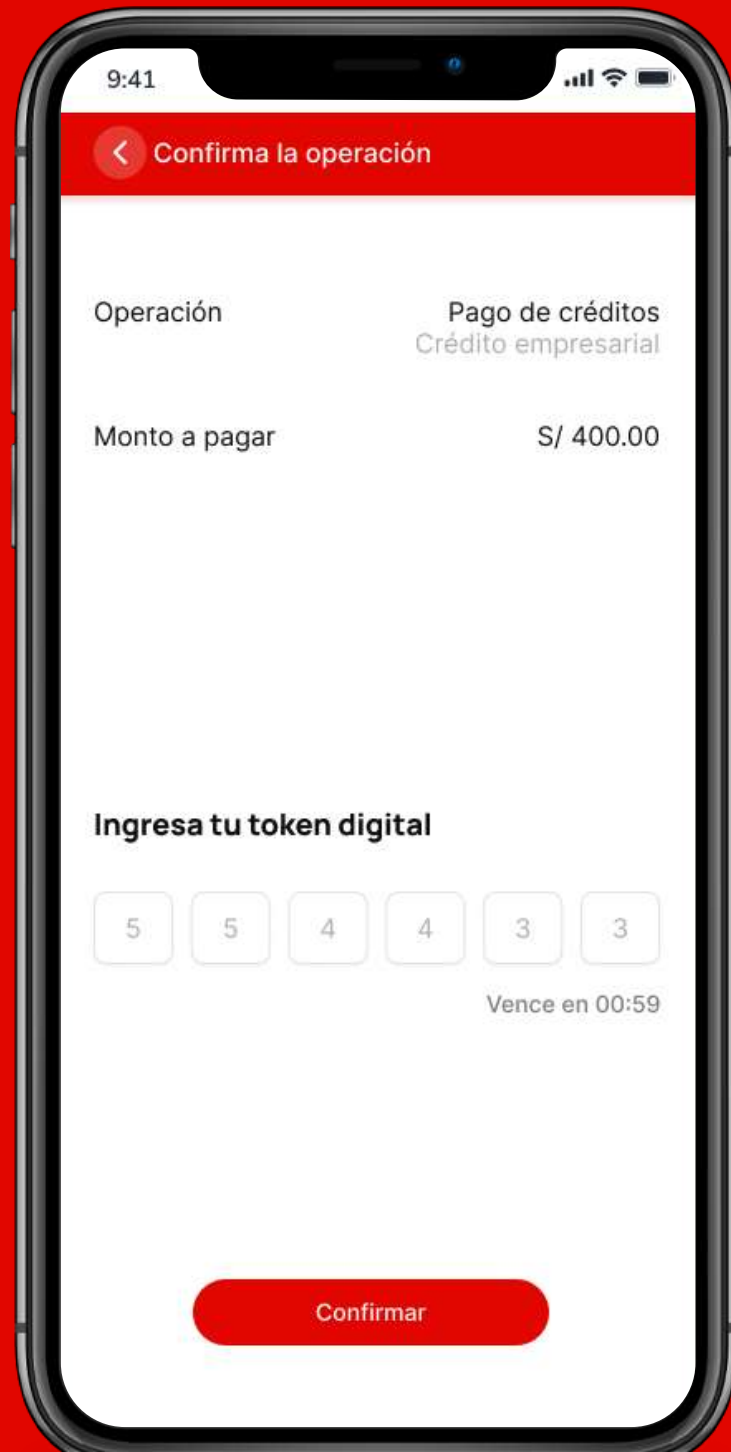 9:41
Confirma la operación
Operación Pago de créditos
Crédito empresarial
Monto a pagar S/ 400.00
Ingresa tu token digital
5 5 4 4 3 3
Vence en 00:59
Confirmar